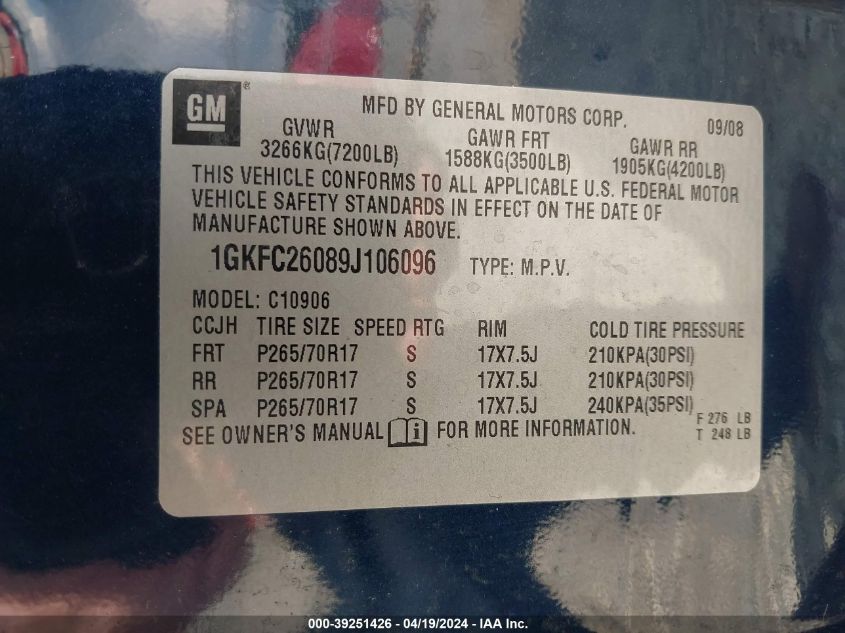 GM ®
MFD BY GENERAL MOTORS CORP. 09/08
GVWR GAWR FRT GAWR RR
3266KG(7200LB) 1588KG(3500LB) 1905KG(4200LB)
THIS VEHICLE CONFORMS TO ALL APPLICABLE U.S. FEDERAL MOTOR
VEHICLE SAFETY STANDARDS IN EFFECT ON THE DATE OF
MANUFACTURE SHOWN ABOVE.
1GKFC26089J106096 TYPE: M.P.V.
MODEL: C10906
CCJH TIRE SIZE SPEED RTG RIM COLD TIRE PRESSURE
FRT P265/70R17 S 17X7.5J 210KPA(30PSI)
RR P265/70R17 S 17X7.5J 210KPA(30PSI)
SPA P265/70R17 S 17X7.5J 240KPA(35PSI)
F 276 LB
SEE OWNER'S MANUAL i FOR MORE INFORMATION.
T 248 LB
000-39251426 - 04/19/2024 - IAA Inc.